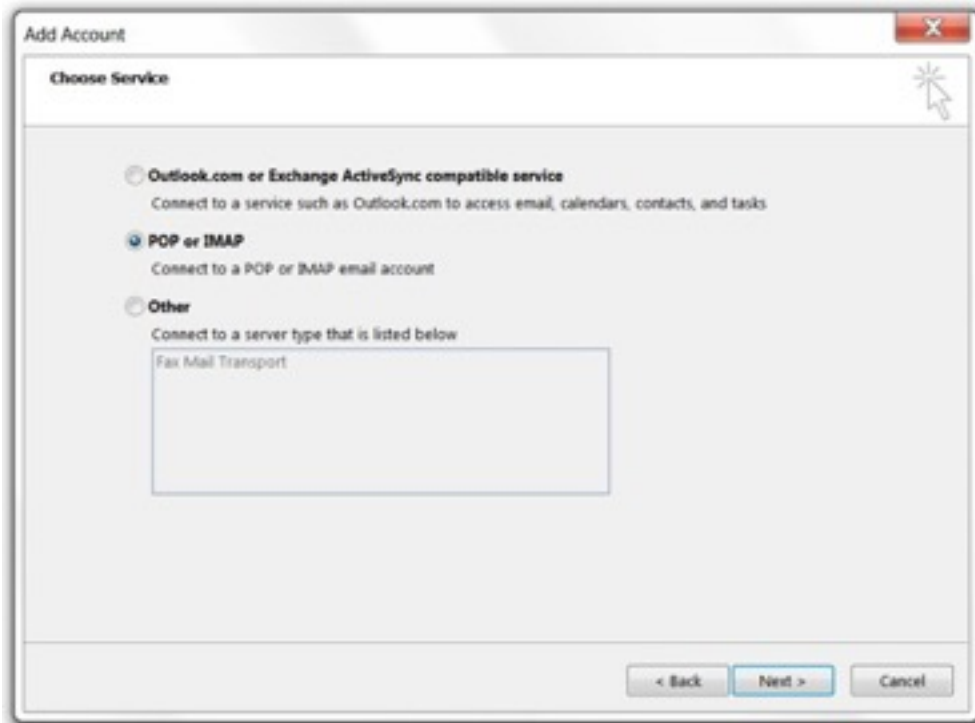 Add Account
Choose Service
Outlook.com or Exchange ActiveSync compatible service
Connect to a service such as Outlook.com to access email, calendars, contacts, and tasks
POP or IMAP
Connect to a POP or IMAP email account
Other
Connect to a server type that is listed below
Fax Mail Transport
< Back
Next >
Cancel